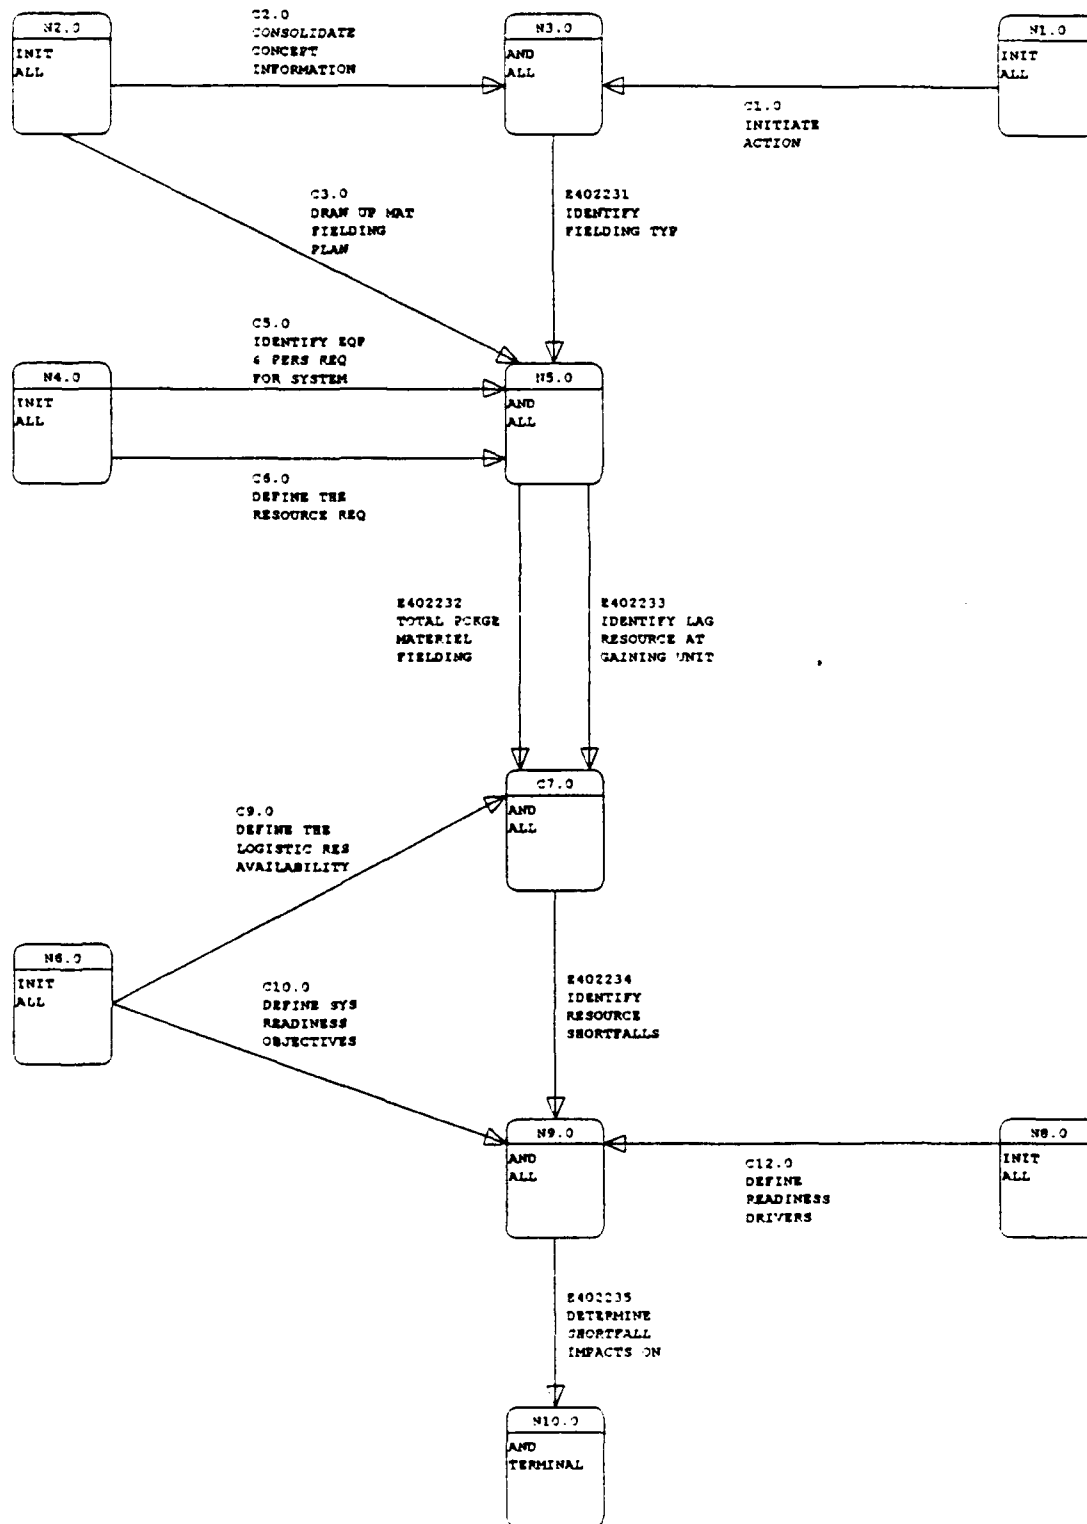 N2.0
INIT
ALL
C2.0
CONSOLIDATE
CONCEPT
INFORMATION
N3.0
AND
ALL
N1.0
INIT
ALL
C1.0
INITIATE
ACTION
C3.0
DRAW UP MAT
FIELDING
PLAN
E402231
IDENTIFY
FIELDING TYP
C5.0
IDENTIFY EQP
& PERS REQ
FOR SYSTEM
N4.0
INIT
ALL
N5.0
AND
ALL
C6.0
DEFINE THE
RESOURCE REQ
E402232
TOTAL PCKGE
MATERIEL
FIELDING
E402233
IDENTIFY LAG
RESOURCE AT
GAINING UNIT
C7.0
AND
ALL
C9.0
DEFINE THE
LOGISTIC RES
AVAILABILITY
N6.0
INIT
ALL
C10.0
DEFINE SYS
READINESS
OBJECTIVES
E402234
IDENTIFY
RESOURCE
SHORTFALLS
N9.0
AND
ALL
N8.0
INIT
ALL
C12.0
DEFINE
READINESS
DRIVERS
E402235
DETERMINE
SHORTFALL
IMPACTS ON
N10.0
AND
TERMINAL